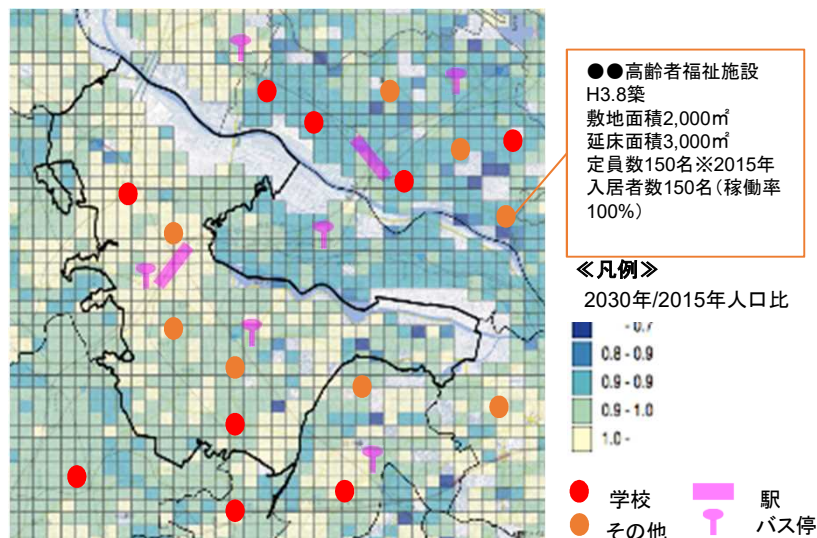 ●●高齢者福祉施設
H3.8築
敷地面積2,000㎡
延床面積3,000㎡
定員数150名※2015年
入居者数150名（稼働率
100%）
≪凡例≫
2030年/2015年人口比
- 0.7
0.8 - 0.9
0.9 - 0.9
0.9 - 1.0
1.0 -
学校
駅
その他
バス停